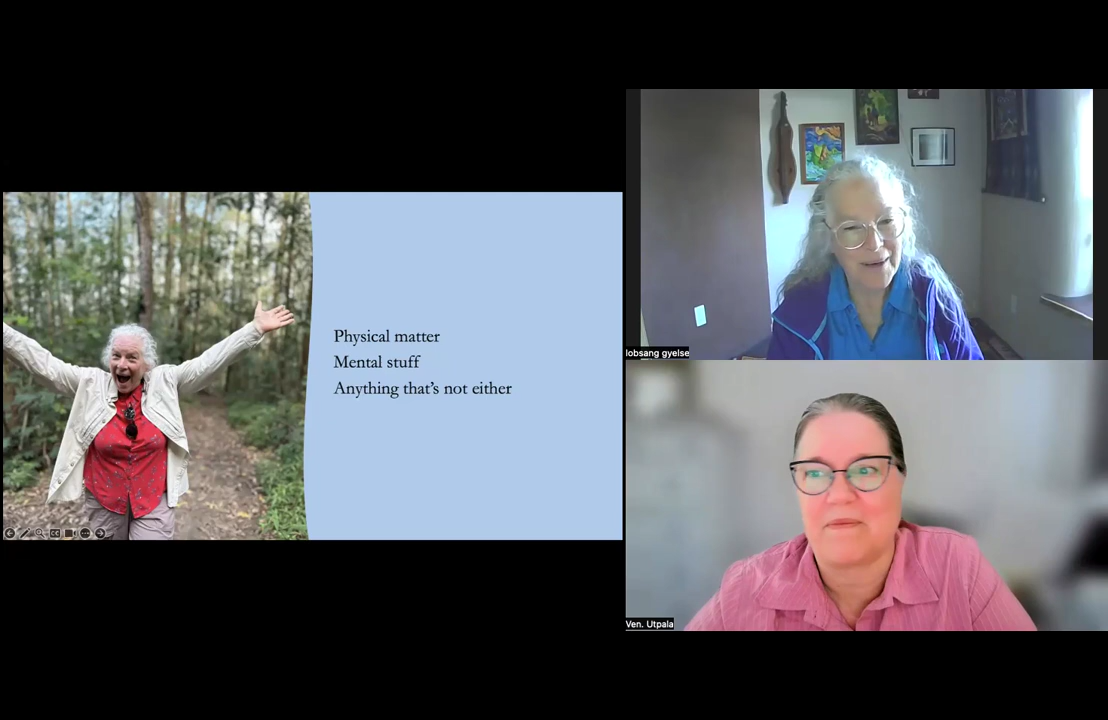 Physical matter
Mental stuff
Anything that's not either
lobsang gyelse
Ven. Utpala